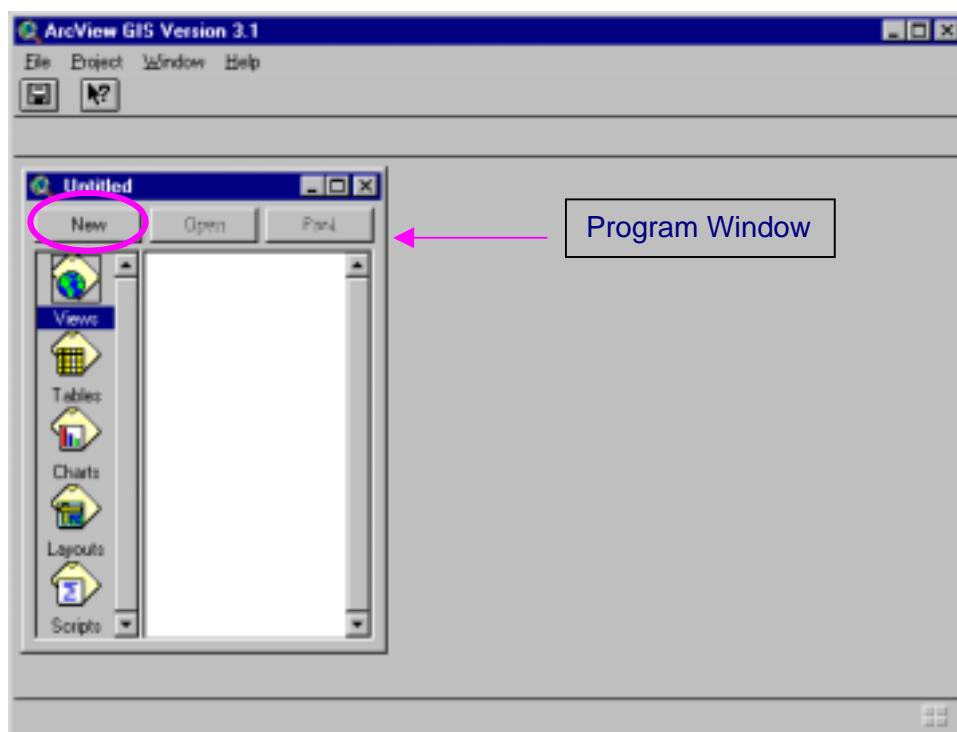 ArcView GIS Version 3.1
File Project Window Help
Untitled
New Open Print
Program Window
Views
Tables
Charts
Layouts
Scripts